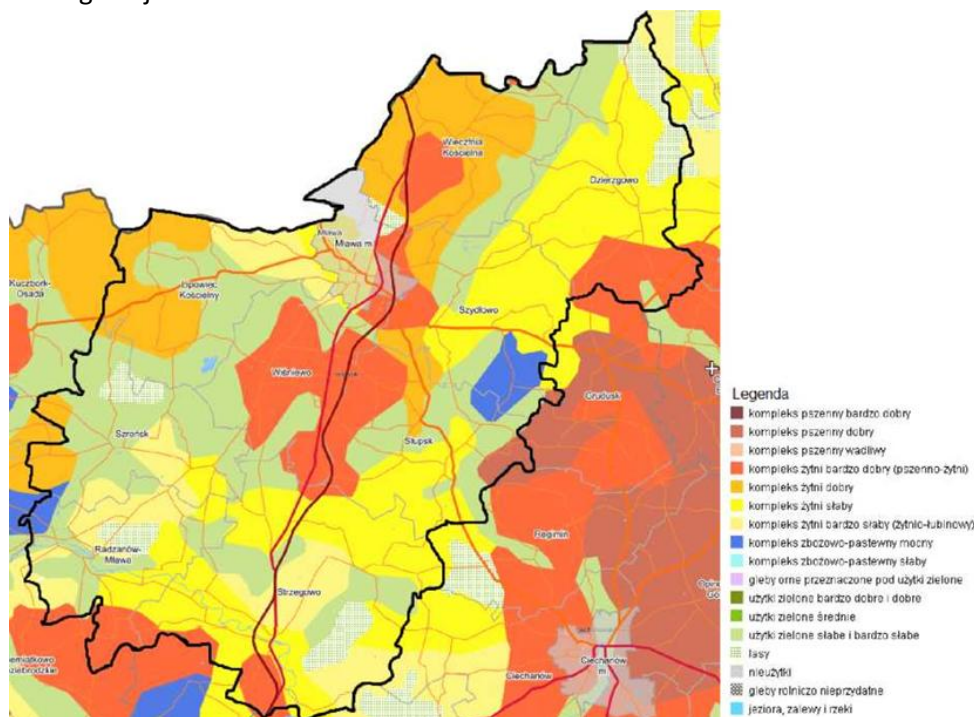 Wieczfnia
Kościelna
Dzierzgowo
Mława
Mława m
Kuczbork-
Osada
Lipowiec
Kościelny
Szydłowo
Wiśniewo
Grudusk
Szreńsk
Stupsk
Regimin
Radzanów-
Mława
Strzegowo
Ciechanów
m
Ciechanów
Legenda
kompleks pszenny bardzo dobry
kompleks pszenny dobry
kompleks pszenny wadliwy
kompleks żytni bardzo dobry (pszenno-żytni)
kompleks żytni dobry
kompleks żytni słaby
kompleks żytni bardzo słaby (żytnio-łubinowy)
kompleks zbożowo-pastewny mocny
kompleks zbożowo-pastewny słaby
gleby orne przeznaczone pod użytki zielone
użytki zielone bardzo dobre i dobre
użytki zielone średnie
użytki zielone słabe i bardzo słabe
lasy
nieużytki
gleby rolniczo nieprzydatne
jeziora, zalewy i rzeki